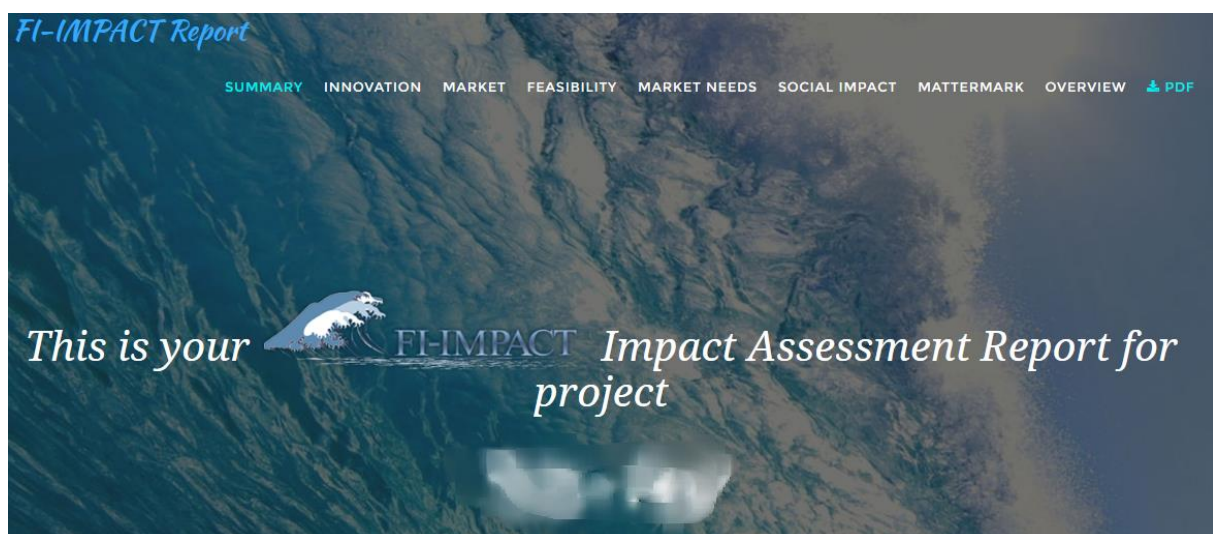 FI-IMPACT Report
SUMMARY INNOVATION MARKET FEASIBILITY MARKET NEEDS SOCIAL IMPACT MATTERMARK OVERVIEW PDF
This is your FI-IMPACT Impact Assessment Report for
project